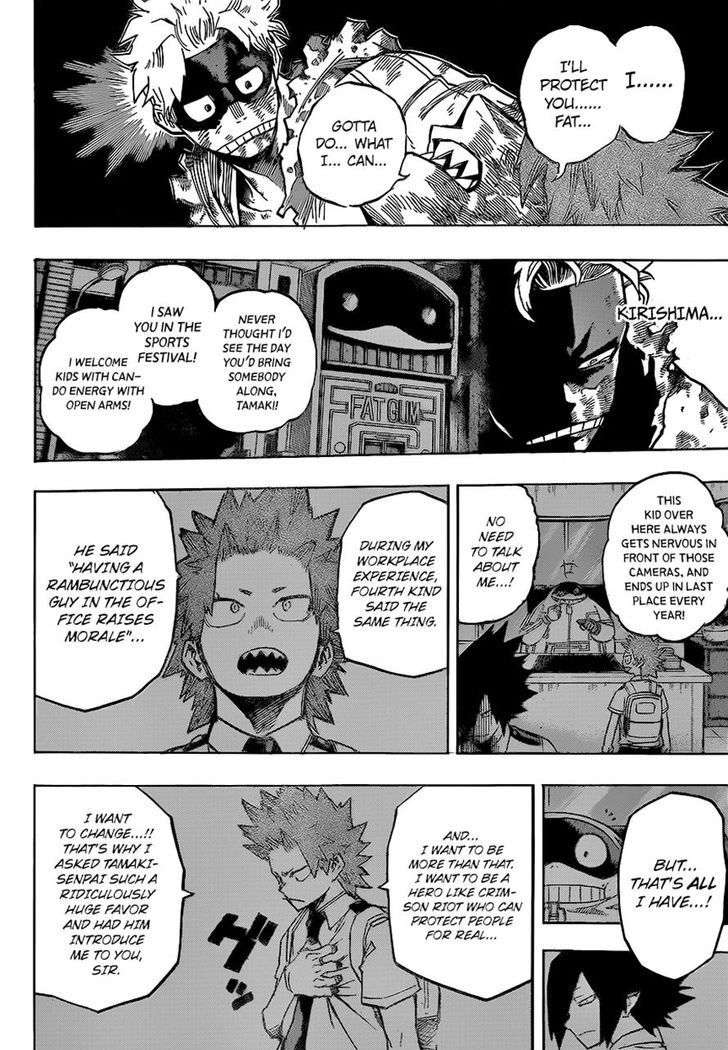 I......
I'LL
PROTECT
YOU......
FAT...
GOTTA
DO... WHAT
I... CAN...
KIRISHIMA...
FAT GUM
NEVER
THOUGHT I'D
SEE THE DAY
YOU'D BRING
SOMEBODY
ALONG,
TAMAKI!
I SAW
YOU IN THE
SPORTS
FESTIVAL!
I WELCOME
KIDS WITH CAN-
DO ENERGY WITH
OPEN ARMS!
THIS
KID OVER
HERE ALWAYS
GETS NERVOUS IN
FRONT OF THOSE
CAMERAS, AND
ENDS UP IN LAST
PLACE EVERY
YEAR!
NO
NEED TO
TALK ABOUT
ME...!
DURING MY
WORKPLACE
EXPERIENCE,
FOURTH KIND
SAID THE
SAME THING.
HE SAID
"HAVING A
RAMBUNCTIOUS
GUY IN THE OF-
FICE RAISES
MORALE"...
BUT...
THAT'S ALL
I HAVE...!
AND...
I WANT TO BE
MORE THAN THAT.
I WANT TO BE A
HERO LIKE CRIM-
SON RIOT WHO CAN
PROTECT PEOPLE
FOR REAL...
I WANT
TO CHANGE...!!
THAT'S WHY I
ASKED TAMAKI-
SENPAI SUCH A
RIDICULOUSLY
HUGE FAVOR
AND HAD HIM
INTRODUCE
ME TO YOU,
SIR.
グッ